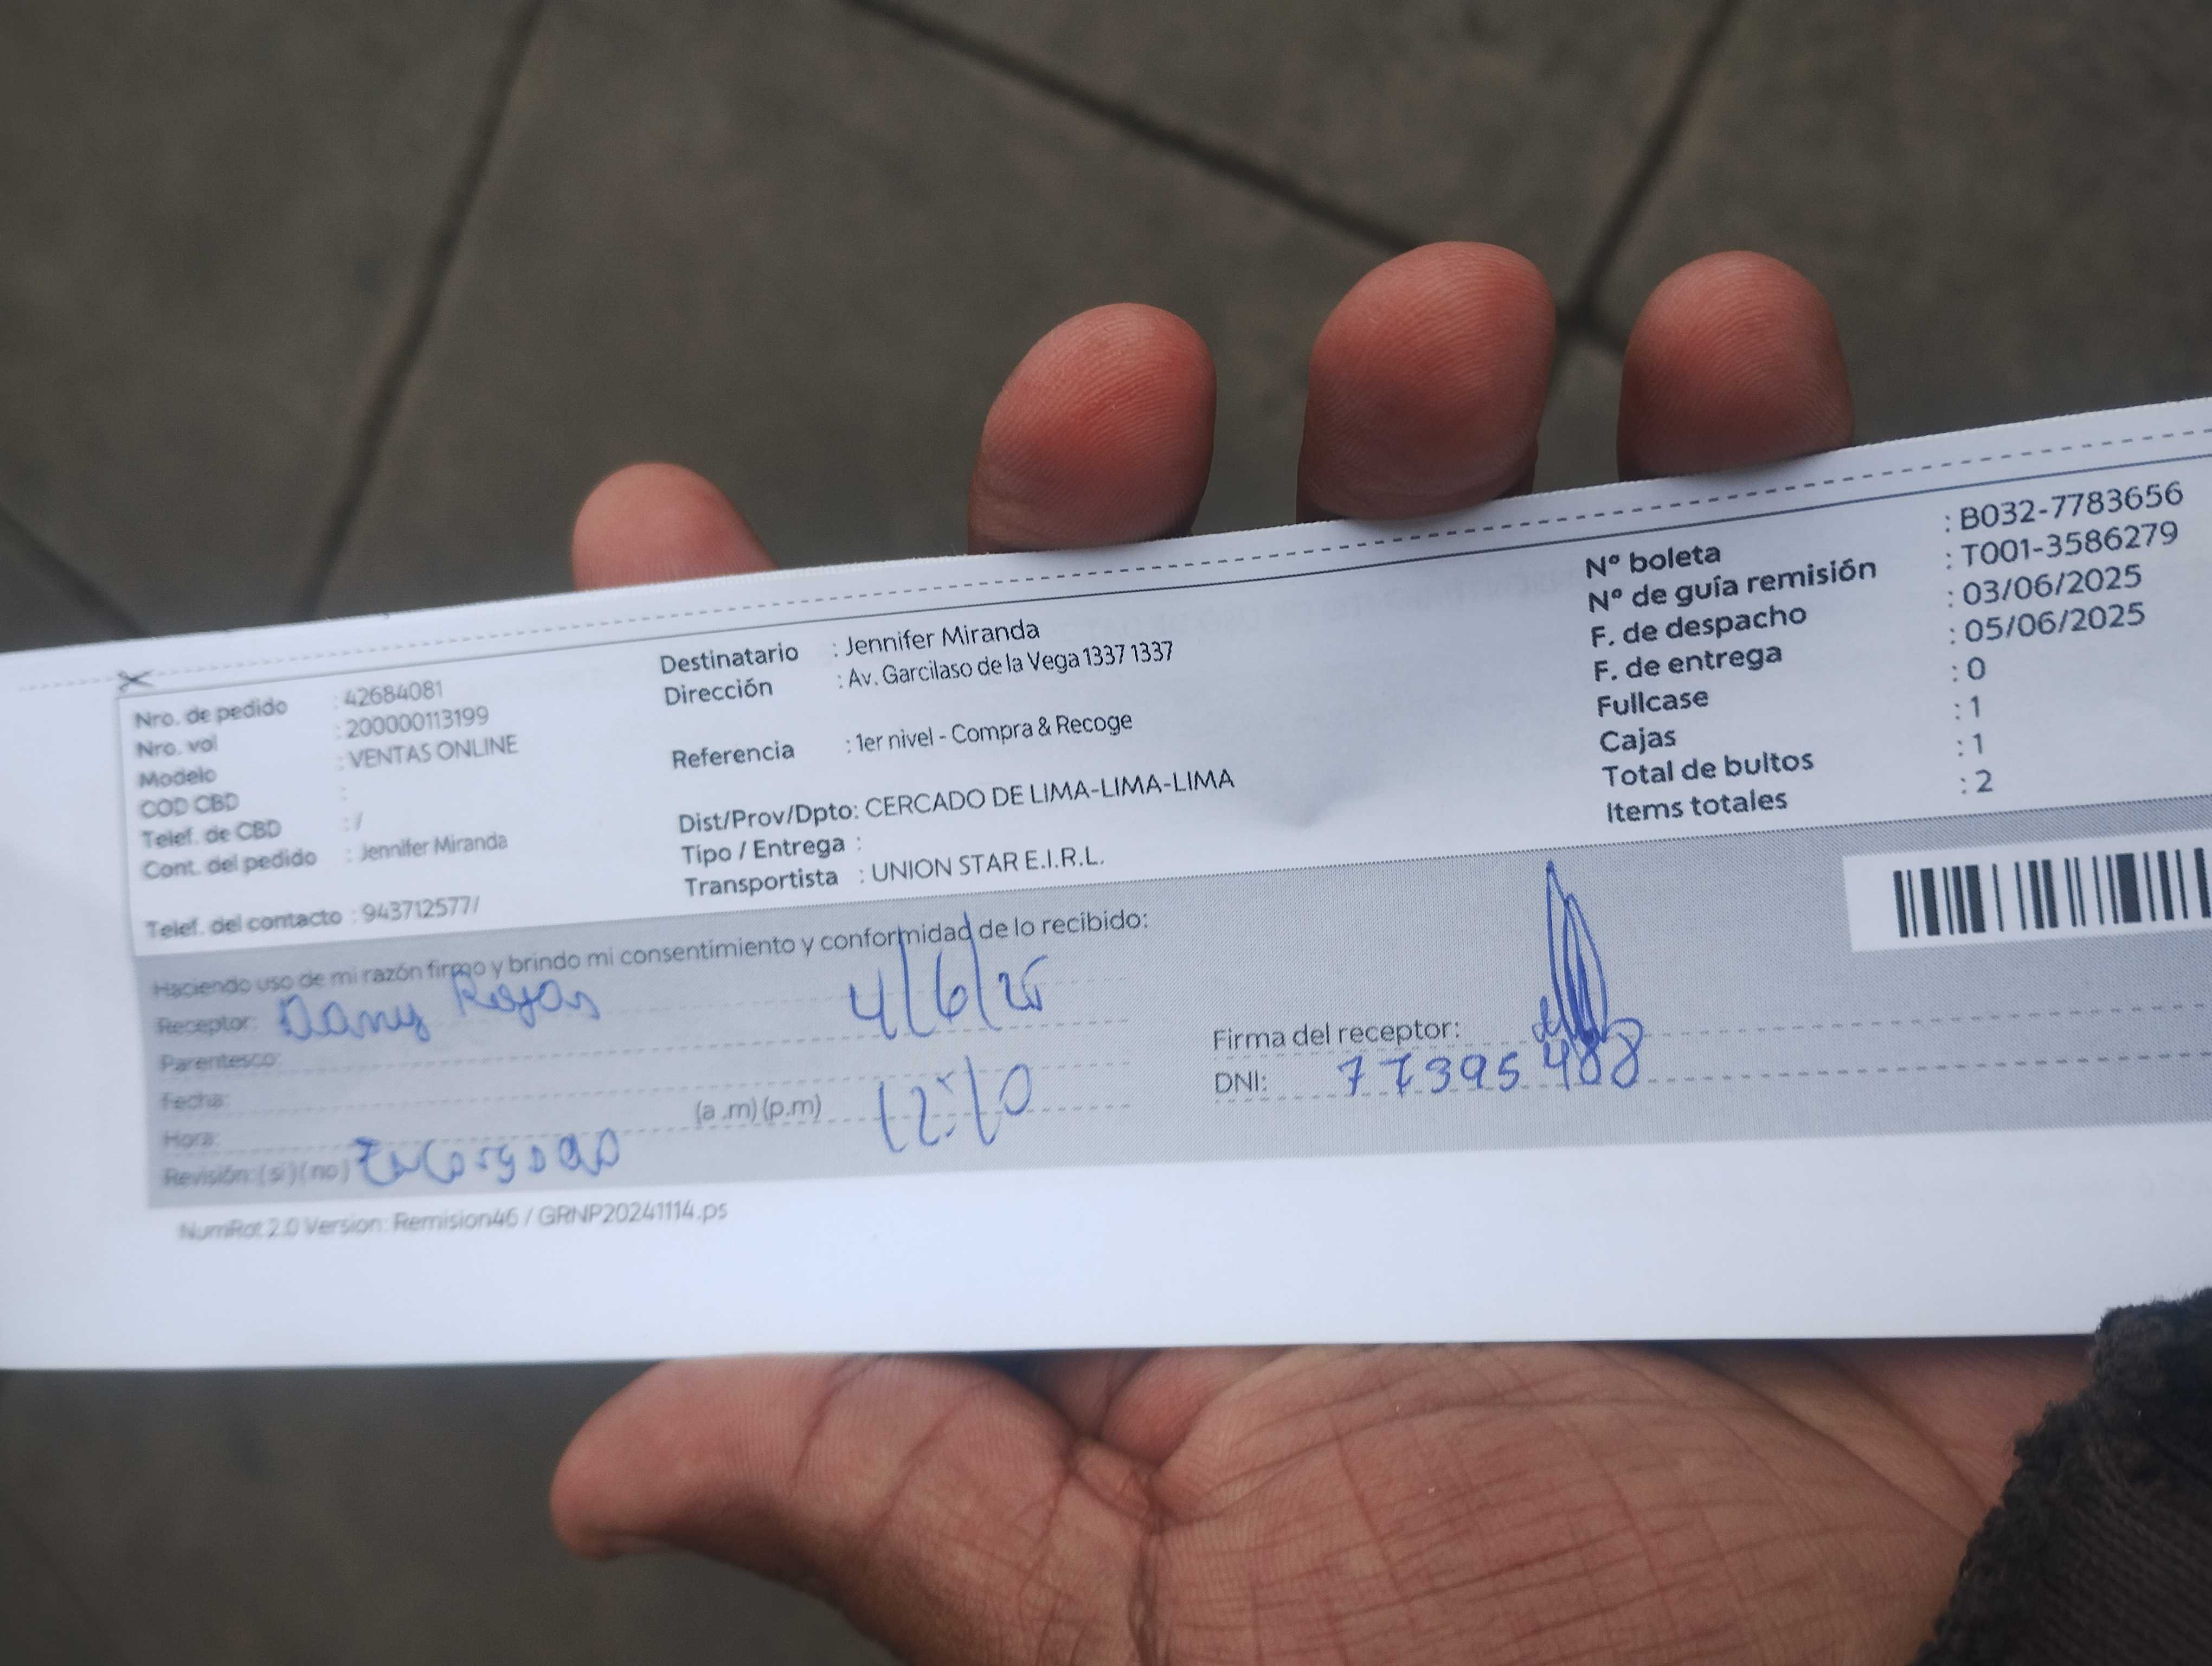 Nro. de pedido : 42684081
Nro. vol : 200000113199
Modelo : VENTAS ONLINE
COD CBD :
Telef. de CBD : /
Cont. del pedido : Jennifer Miranda
Telef. del contacto : 943712577/
Destinatario : Jennifer Miranda
Dirección : Av. Garcilaso de la Vega 1337 1337
Referencia : 1er nivel - Compra & Recoge
Dist/Prov/Dpto: CERCADO DE LIMA-LIMA-LIMA
Tipo / Entrega :
Transportista : UNION STAR E.I.R.L.
Nº boleta : B032-7783656
Nº de guía remisión : T001-3586279
F. de despacho : 03/06/2025
F. de entrega : 05/06/2025
Fullcase : 0
Cajas : 1
Total de bultos : 1
Items totales : 2
Haciendo uso de mi razón firmo y brindo mi consentimiento y conformidad de lo recibido:
Receptor: Dany Rojas 4/6/25
Parentesco:
Fecha:
Hora: (a .m) (p.m) 12:10
Revisión: (si) (no) Encargado
Firma del receptor:
DNI: 77395488
NumRot 2.0 Version: Remision46 / GRNP20241114.ps